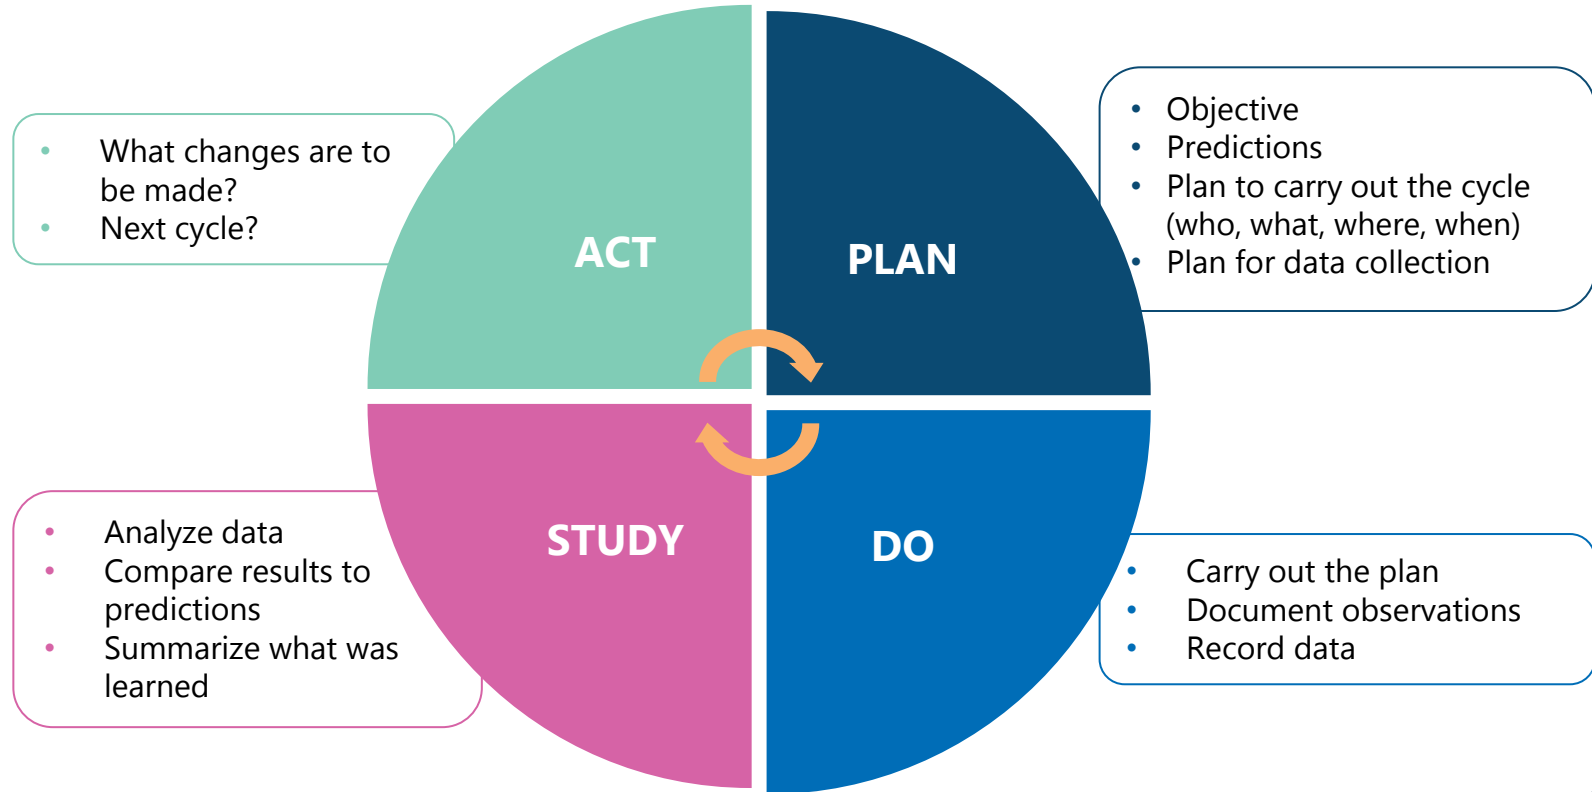 ACT
• What changes are to
be made?
• Next cycle?
PLAN
• Objective
• Predictions
• Plan to carry out the cycle
(who, what, where, when)
• Plan for data collection
STUDY
• Analyze data
• Compare results to
predictions
• Summarize what was
learned
DO
• Carry out the plan
• Document observations
• Record data